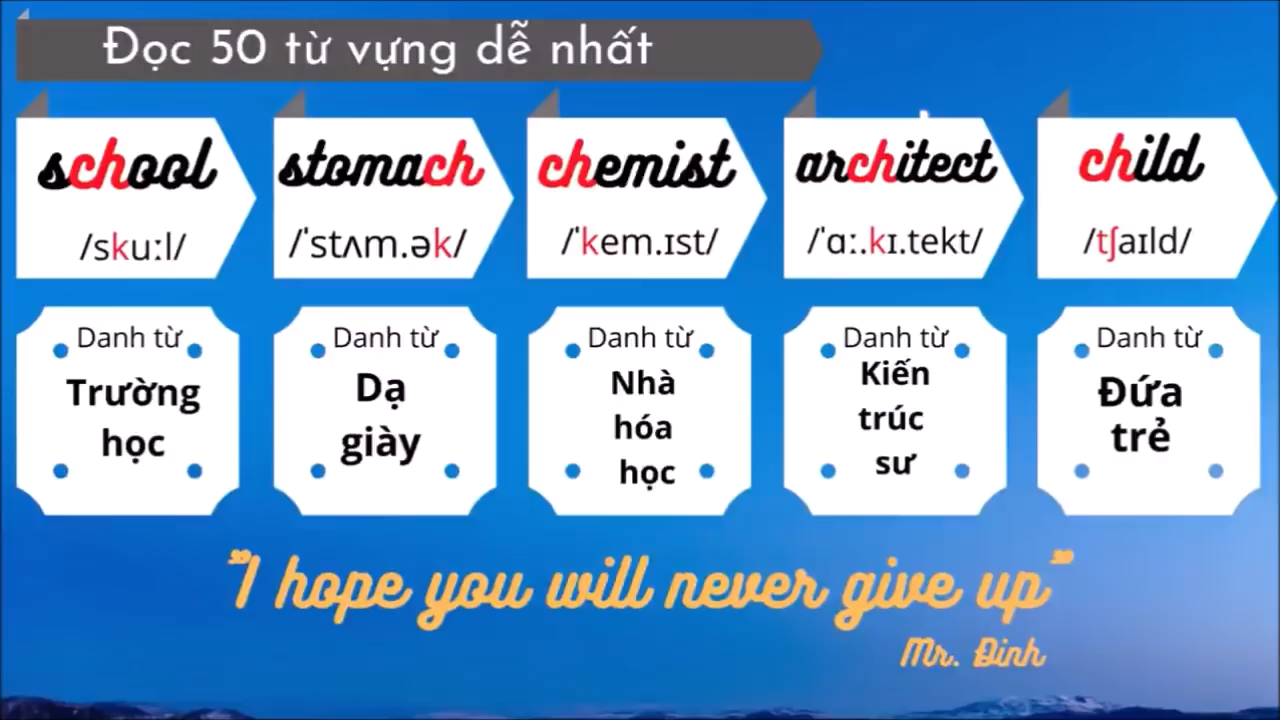 Đọc 50 từ vựng dễ nhất
school
stomach
chemist
architect
child
/skuːl/
/ˈstʌm.ək/
/ˈkem.ɪst/
/ˈɑː.kɪ.tekt/
/tʃaɪld/
Danh từ
Trường
học
Danh từ
Dạ
giày
Danh từ
Nhà
hóa
học
Danh từ
Kiến
trúc
sư
Danh từ
Đứa
trẻ
"I hope you will never give up"
Mr. Đinh